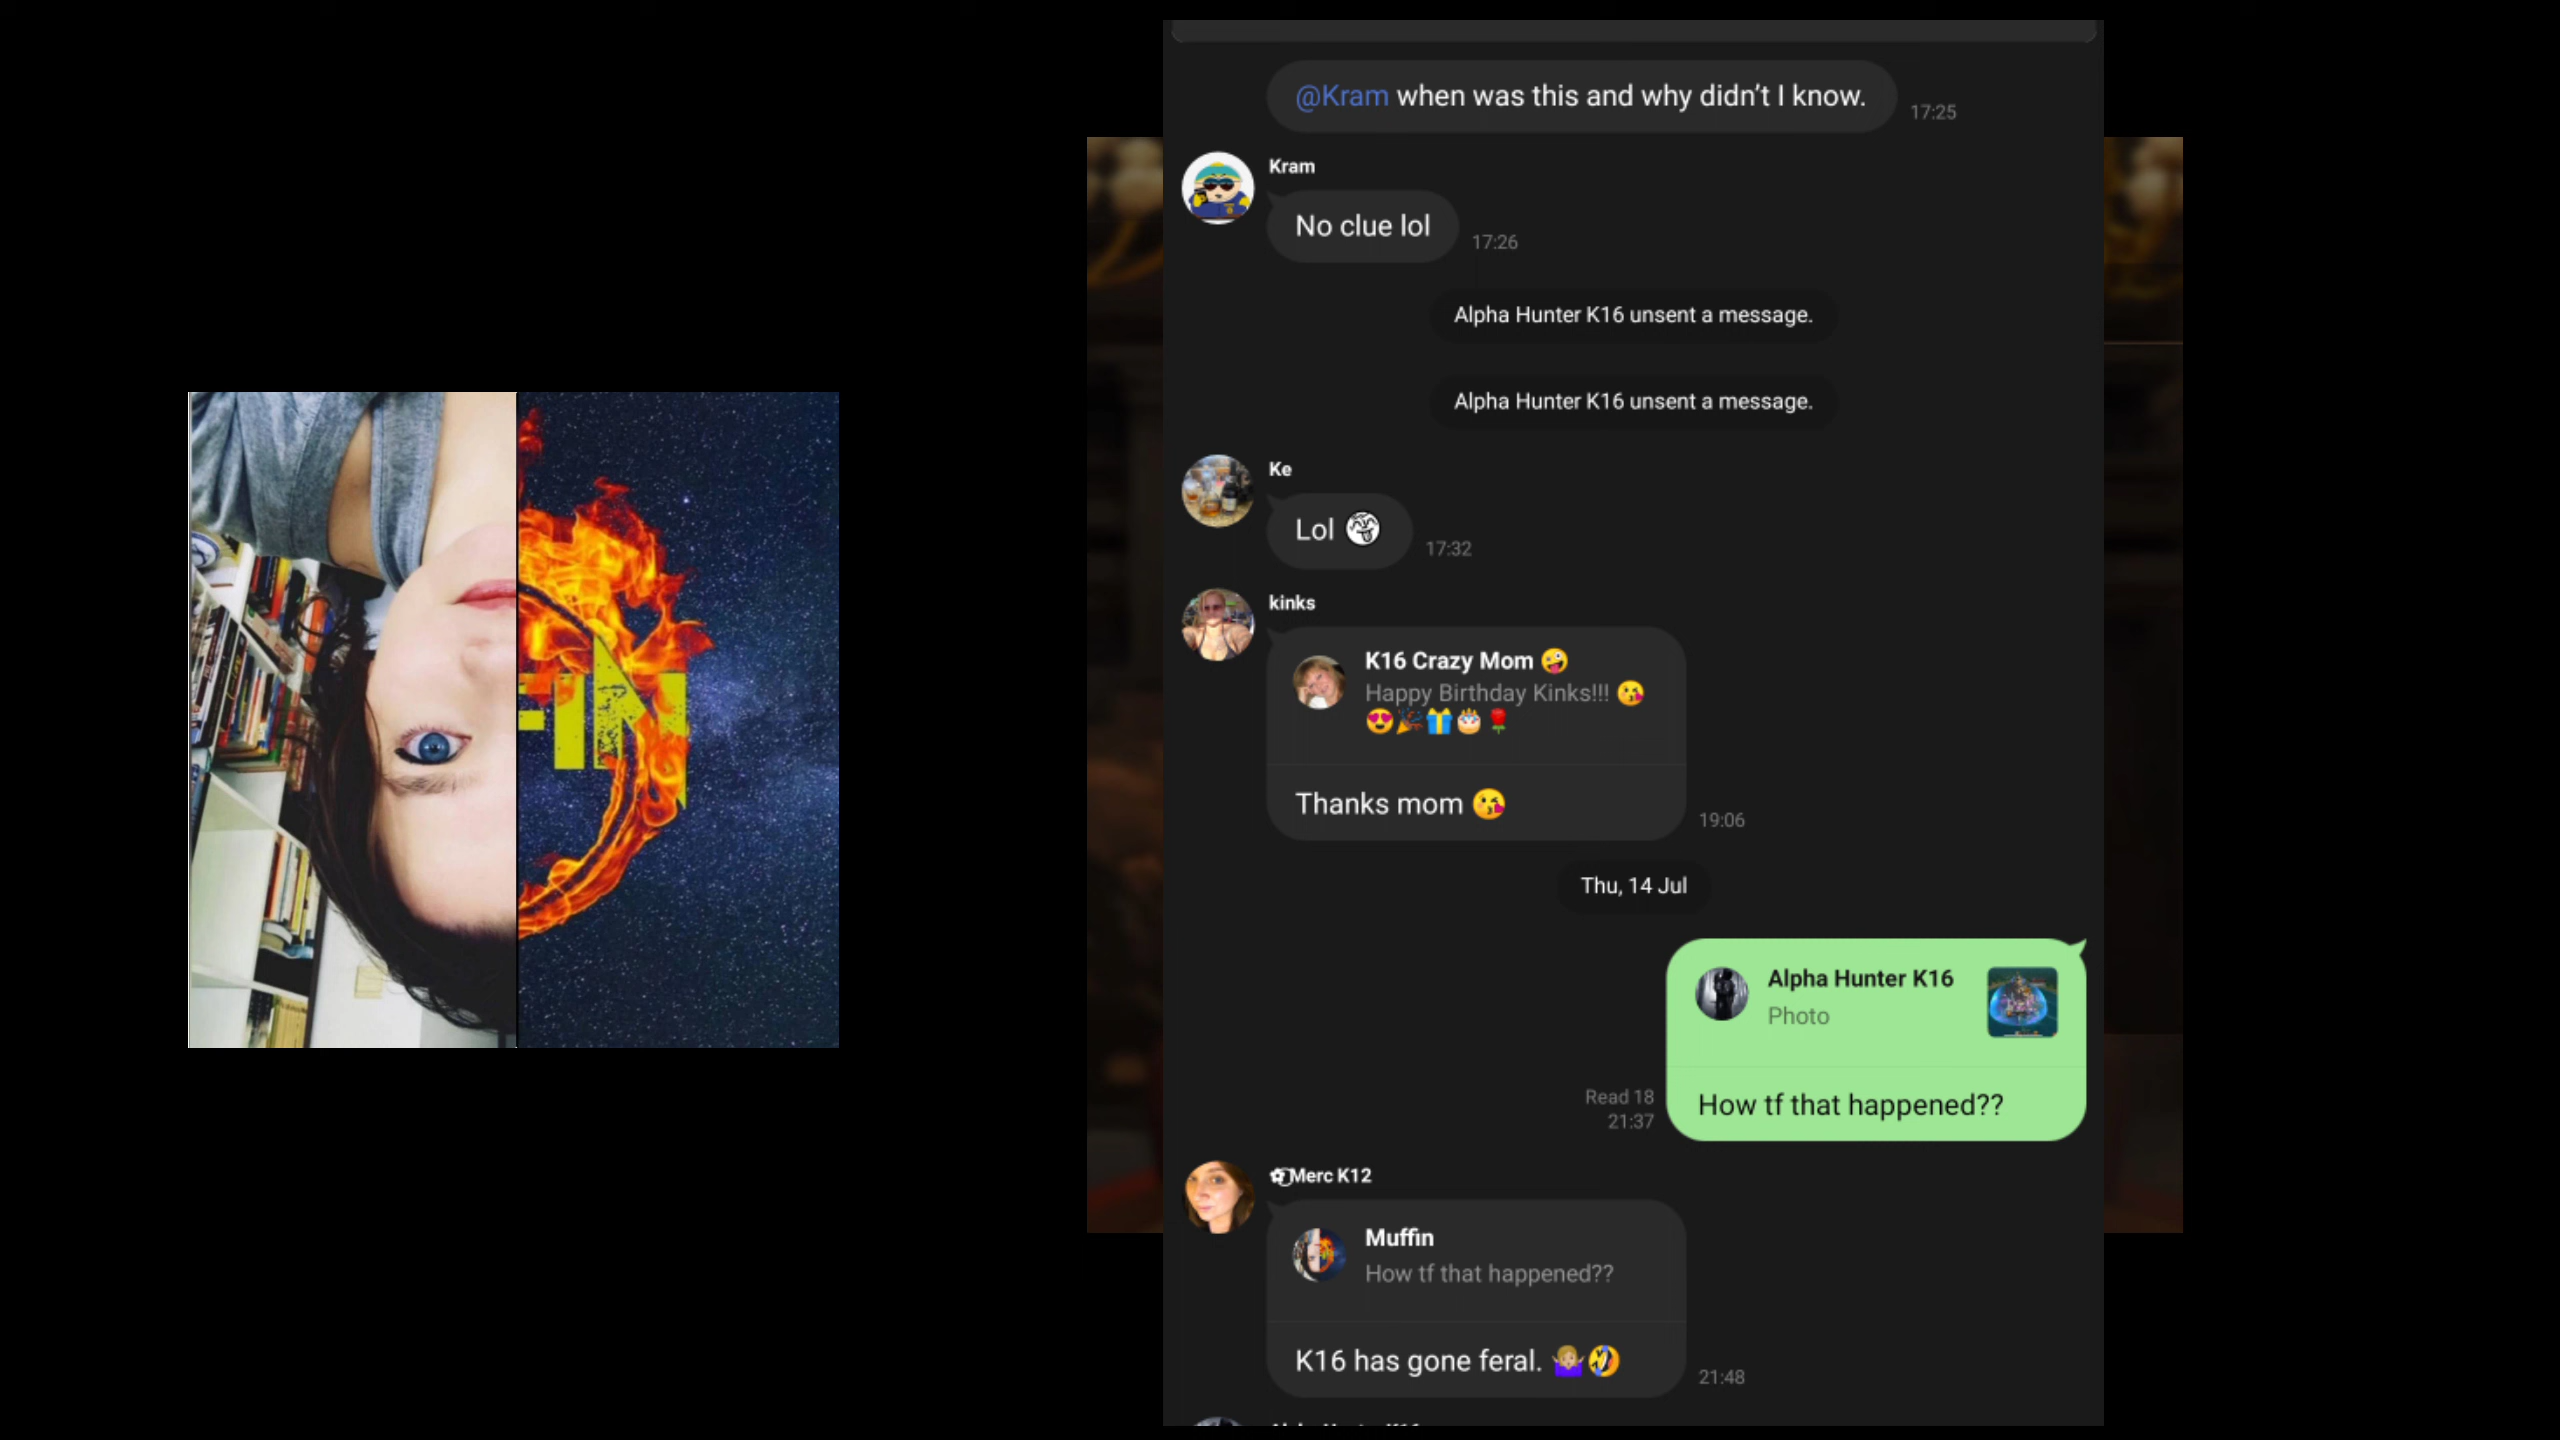 @Kram when was this and why didn't I know.
17:25
Kram
No clue lol
17:26
Alpha Hunter K16 unsent a message.
Alpha Hunter K16 unsent a message.
Ke
Lol
17:32
kinks
K16 Crazy Mom 🤪
Happy Birthday Kinks!!! 😘
😍🎉🎁🎂🌹
Thanks mom 😘
19:06
Thu, 14 Jul
Alpha Hunter K16
Photo
Read 18
21:37
How tf that happened??
Merc K12
Muffin
How tf that happened??
K16 has gone feral. 🤷🏼‍♀️🤣
21:48